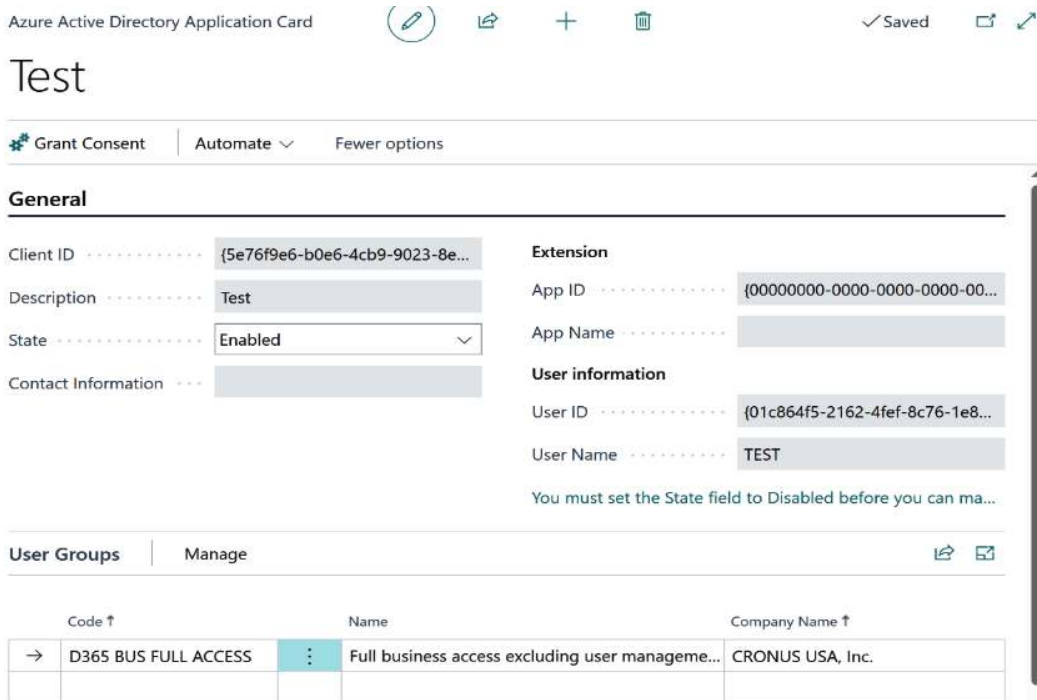 Azure Active Directory Application Card
Saved
Test
Grant Consent
Automate
Fewer options
General
Client ID
{5e76f9e6-b0e6-4cb9-9023-8e...
Description
Test
State
Enabled
Contact Information
Extension
App ID
{00000000-0000-0000-0000-00...
App Name
User information
User ID
{01c864f5-2162-4fef-8c76-1e8...
User Name
TEST
You must set the State field to Disabled before you can ma...
User Groups
Manage
Code ↑ Name Company Name ↑
→ D365 BUS FULL ACCESS Full business access excluding user manageme... CRONUS USA, Inc.